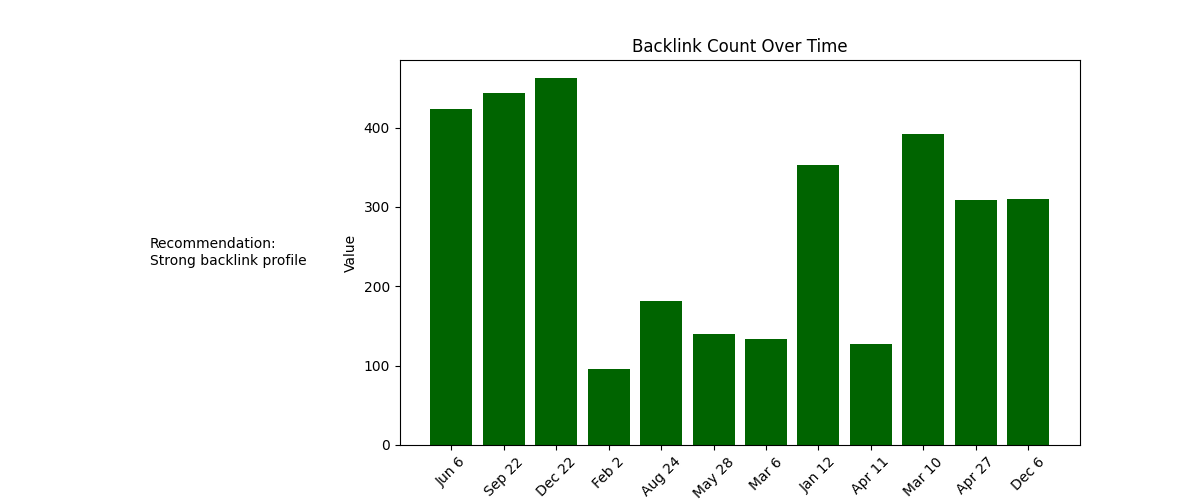 Backlink Count Over Time
Recommendation:
Strong backlink profile
Value
400
300
200
100
0
Jun 6
Sep 22
Dec 22
Feb 2
Aug 24
May 28
Mar 6
Jan 12
Apr 11
Mar 10
Apr 27
Dec 6